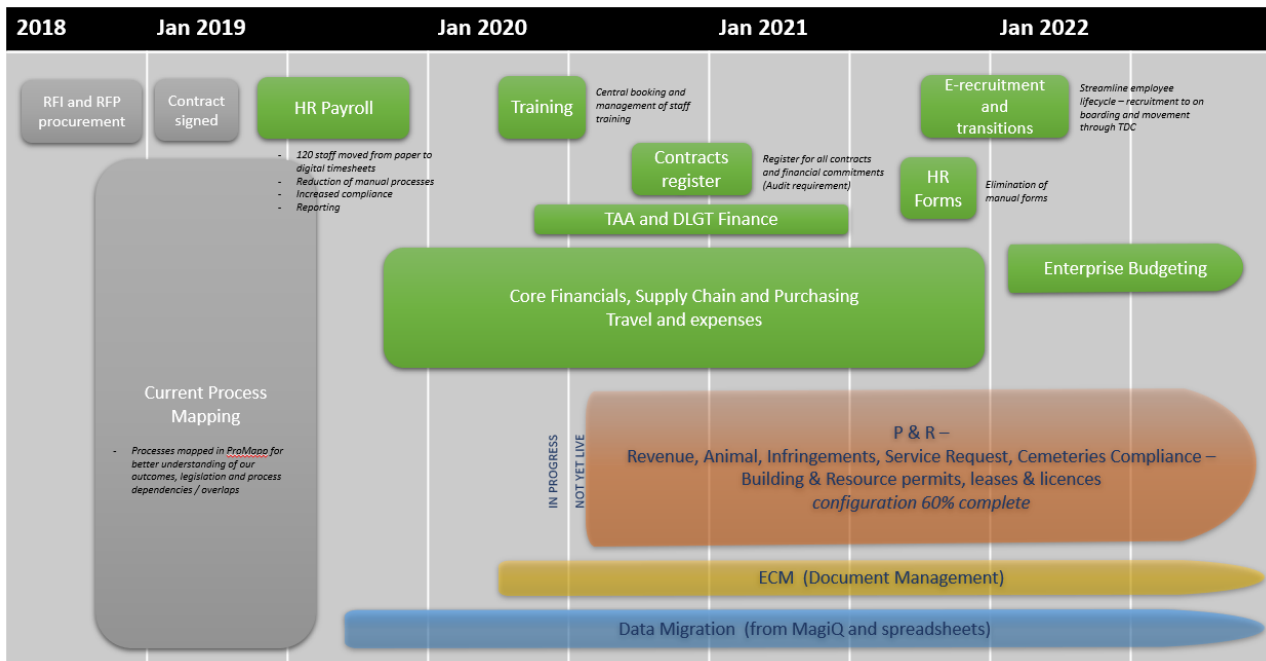 2018
Jan 2019
Jan 2020
Jan 2021
Jan 2022
RFI and RFP
procurement
Contract
signed
HR Payroll
- 120 staff moved from paper to
digital timesheets
- Reduction of manual processes
- Increased compliance
- Reporting
Training
Central booking and
management of staff
training
E-recruitment
and
transitions
Streamline employee
lifecycle – recruitment to on
boarding and movement
through TDC
Contracts
register
Register for all contracts
and financial commitments
(Audit requirement)
HR
Forms
Elimination of
manual forms
TAA and DLGT Finance
Core Financials, Supply Chain and Purchasing
Travel and expenses
Enterprise Budgeting
Current Process
Mapping
- Processes mapped in ProMapp for
better understanding of our
outcomes, legislation and process
dependencies / overlaps
IN PROGRESS
NOT YET LIVE
P & R –
Revenue, Animal, Infringements, Service Request, Cemeteries Compliance –
Building & Resource permits, leases & licences
configuration 60% complete
ECM (Document Management)
Data Migration (from MagiQ and spreadsheets)